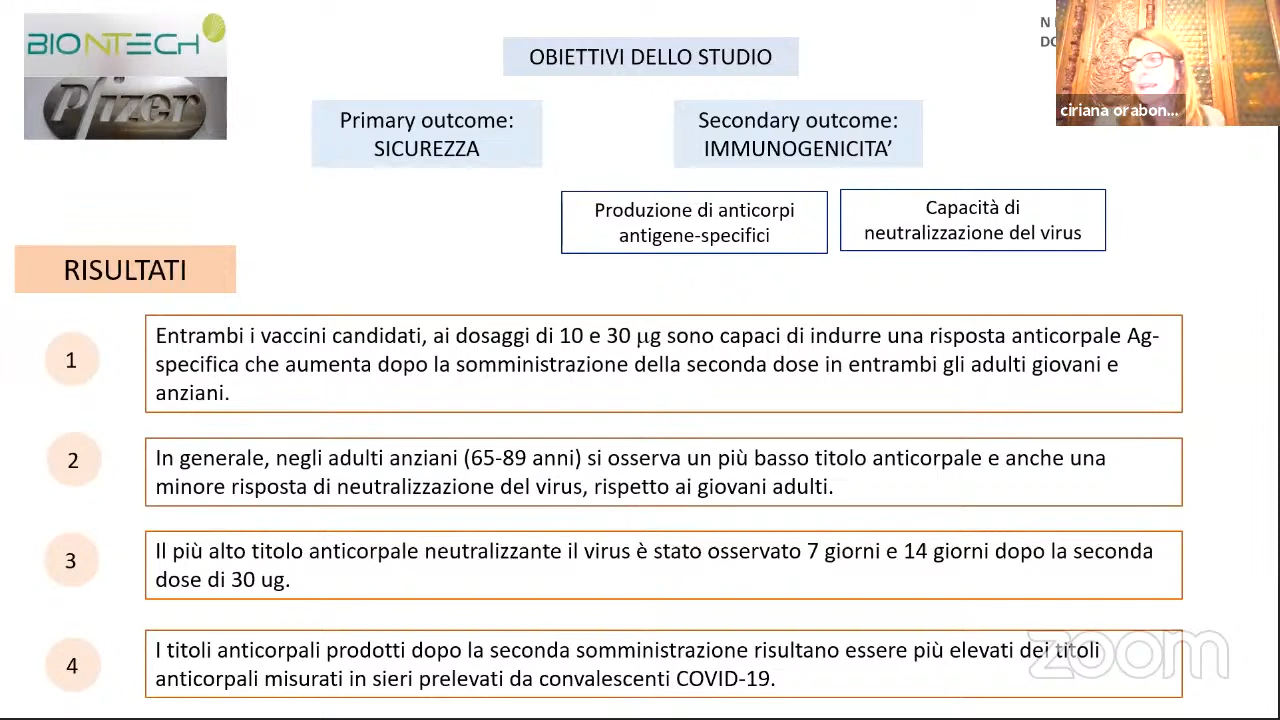 BIONTECH
Pfizer
OBIETTIVI DELLO STUDIO
N
DO
ciriana orabon...
Primary outcome:
SICUREZZA
Secondary outcome:
IMMUNOGENICITA’
Produzione di anticorpi
antigene-specifici
Capacità di
neutralizzazione del virus
RISULTATI
1
Entrambi i vaccini candidati, ai dosaggi di 10 e 30 μg sono capaci di indurre una risposta anticorpale Ag-
specifica che aumenta dopo la somministrazione della seconda dose in entrambi gli adulti giovani e
anziani.
2
In generale, negli adulti anziani (65-89 anni) si osserva un più basso titolo anticorpale e anche una
minore risposta di neutralizzazione del virus, rispetto ai giovani adulti.
3
Il più alto titolo anticorpale neutralizzante il virus è stato osservato 7 giorni e 14 giorni dopo la seconda
dose di 30 ug.
4
I titoli anticorpali prodotti dopo la seconda somministrazione risultano essere più elevati dei titoli
anticorpali misurati in sieri prelevati da convalescenti COVID-19.
zoom